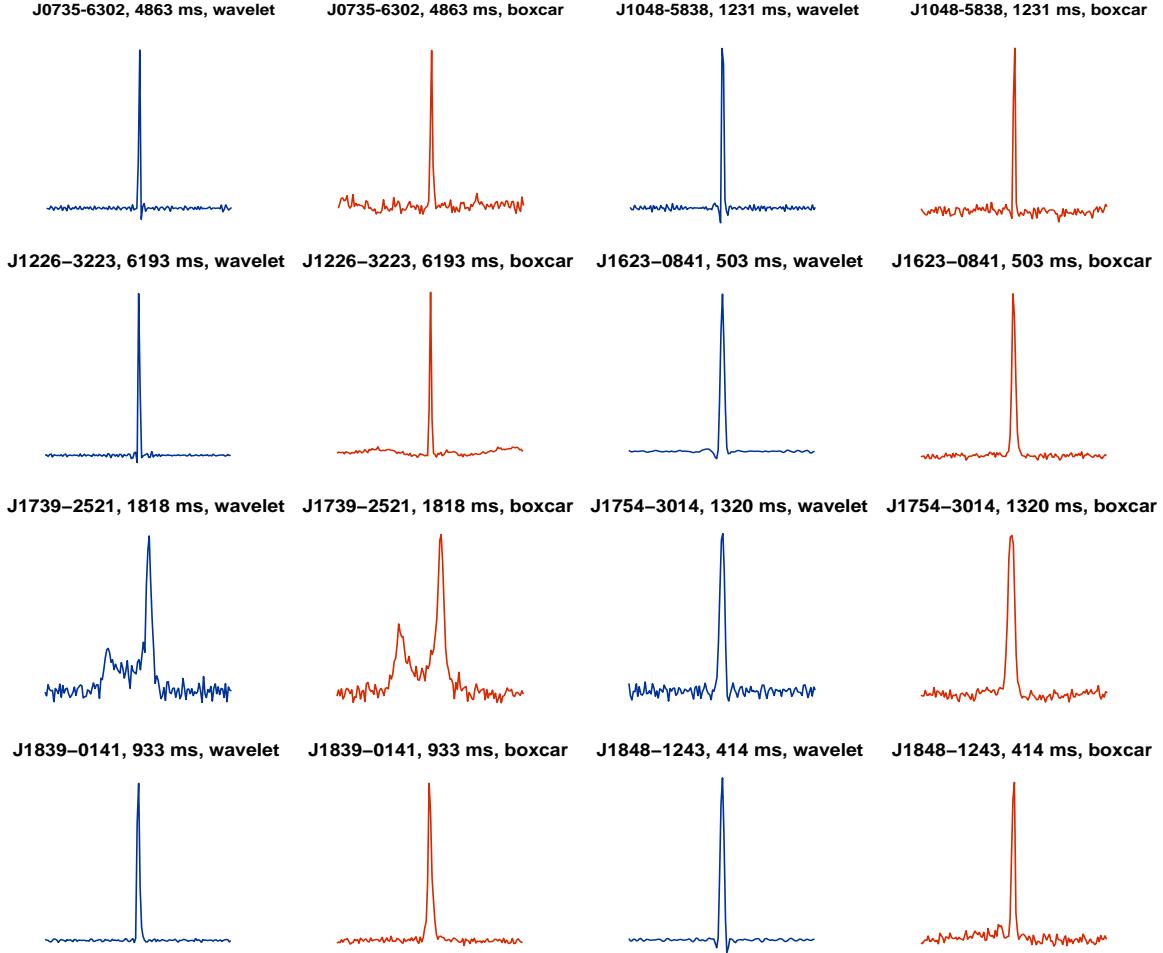 J0735-6302, 4863 ms, wavelet
J0735-6302, 4863 ms, boxcar
J1048-5838, 1231 ms, wavelet
J1048-5838, 1231 ms, boxcar
J1226−3223, 6193 ms, wavelet
J1226−3223, 6193 ms, boxcar
J1623−0841, 503 ms, wavelet
J1623−0841, 503 ms, boxcar
J1739−2521, 1818 ms, wavelet
J1739−2521, 1818 ms, boxcar
J1754−3014, 1320 ms, wavelet
J1754−3014, 1320 ms, boxcar
J1839−0141, 933 ms, wavelet
J1839−0141, 933 ms, boxcar
J1848−1243, 414 ms, wavelet
J1848−1243, 414 ms, boxcar